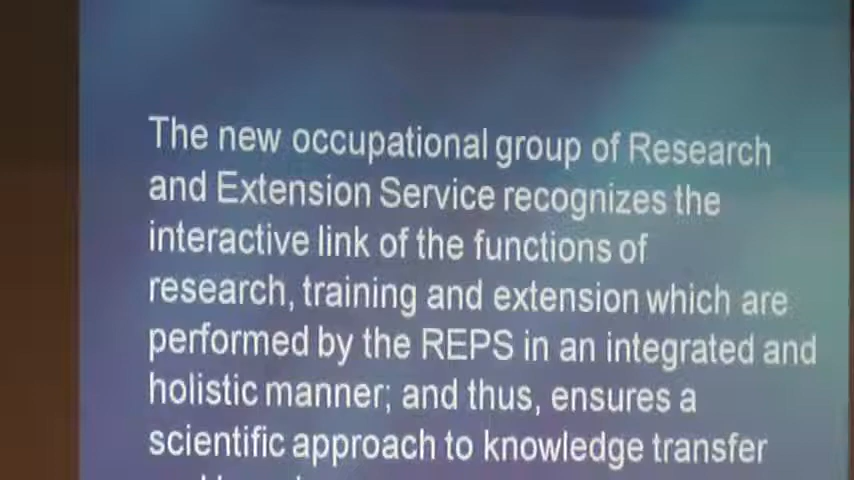 The new occupational group of Research
and Extension Service recognizes the
interactive link of the functions of
research, training and extension which are
performed by the REPS in an integrated and
holistic manner; and thus, ensures a
scientific approach to knowledge transfer